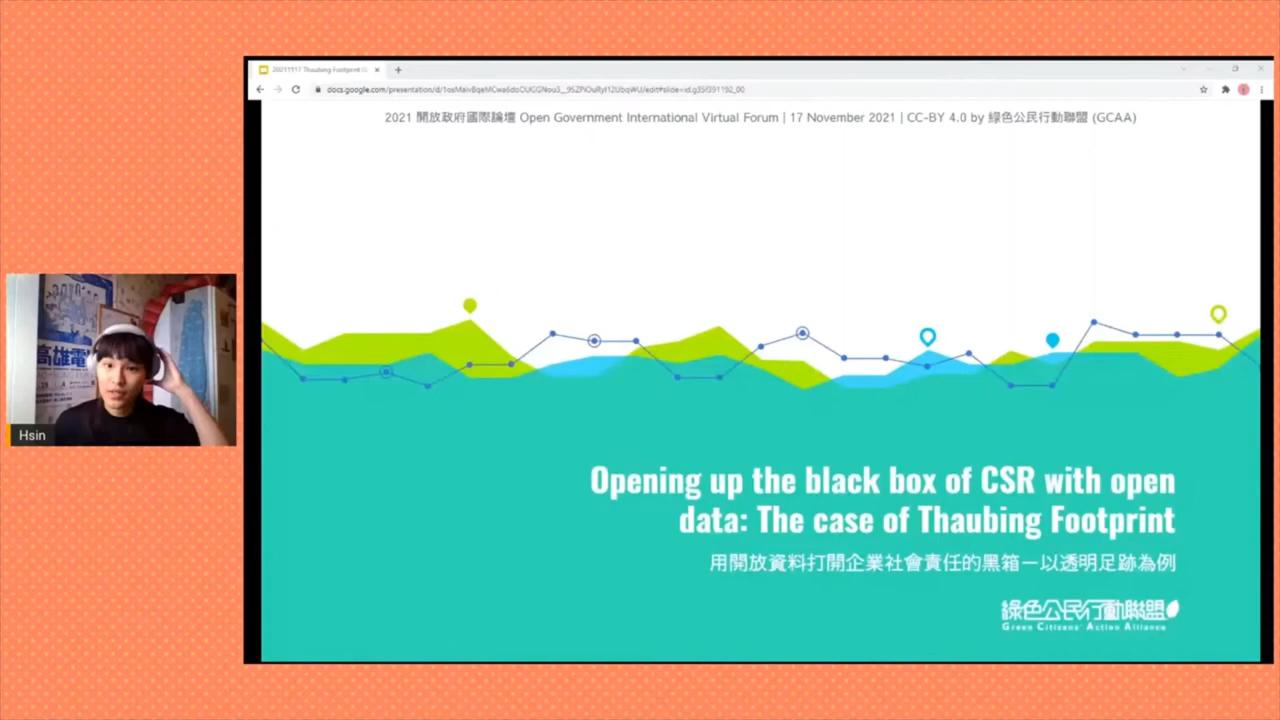 20211117 Thaubing Footprint
2021 開放政府國際論壇 Open Government International Virtual Forum | 17 November 2021 | CC-BY 4.0 by 綠色公民行動聯盟 (GCAA)
高雄電
Hsin
Opening up the black box of CSR with open
data: The case of Thaubing Footprint
用開放資料打開企業社會責任的黑箱－以透明足跡為例
綠色公民行動聯盟
Green Citizens' Action Alliance